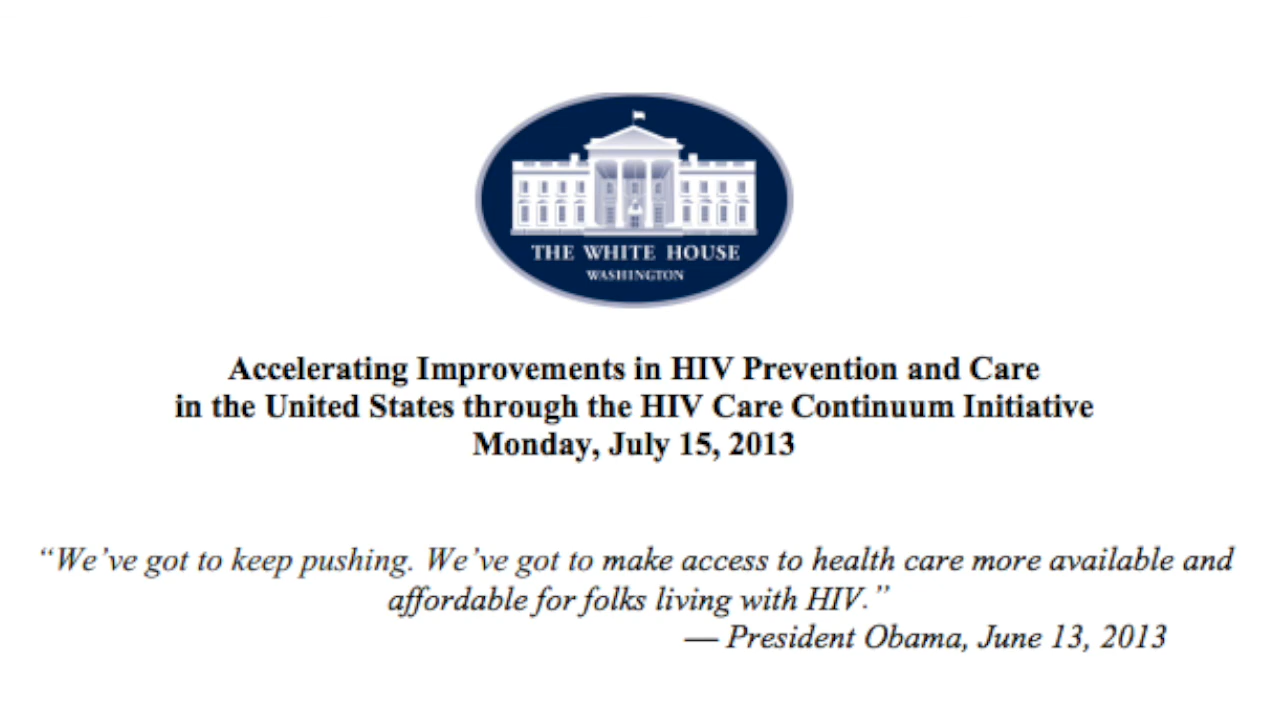 THE WHITE HOUSE
WASHINGTON
Accelerating Improvements in HIV Prevention and Care
in the United States through the HIV Care Continuum Initiative
Monday, July 15, 2013
“We’ve got to keep pushing. We’ve got to make access to health care more available and
affordable for folks living with HIV.”
— President Obama, June 13, 2013